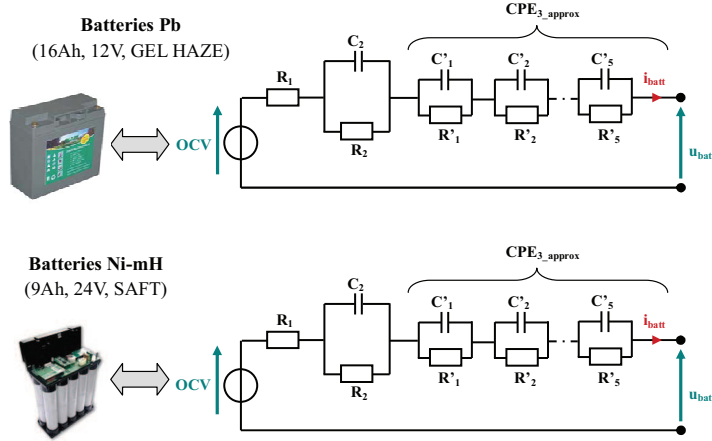 Batteries Pb
(16Ah, 12V, GEL HAZE)
CPE3_approx
C2
R1
R2
C'1
C'2
C'5
R'1
R'2
R'5
ibatt
OCV
ubat
Batteries Ni-mH
(9Ah, 24V, SAFT)
CPE3_approx
C2
R1
R2
C'1
C'2
C'5
R'1
R'2
R'5
ibatt
OCV
ubat